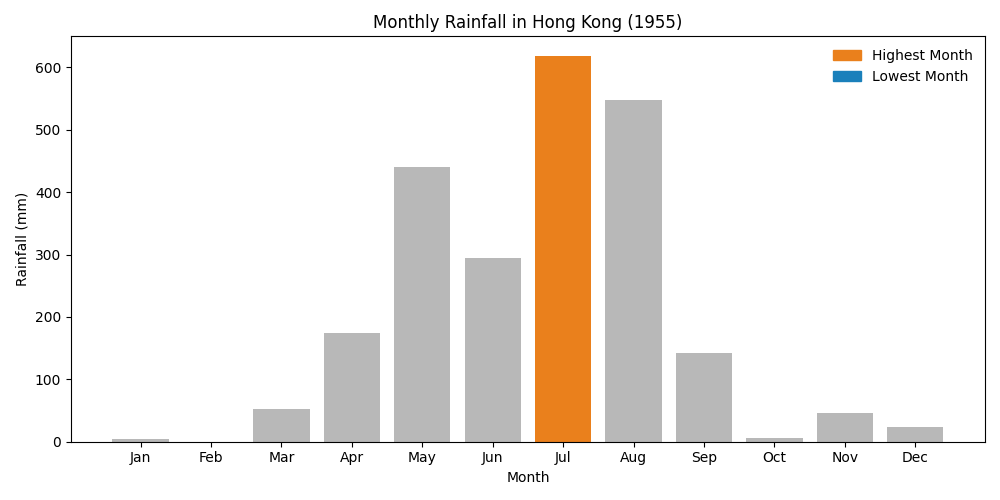 Monthly Rainfall in Hong Kong (1955)
Highest Month
Lowest Month
Rainfall (mm)
600
500
400
300
200
100
0
Jan Feb Mar Apr May Jun Jul Aug Sep Oct Nov Dec
Month